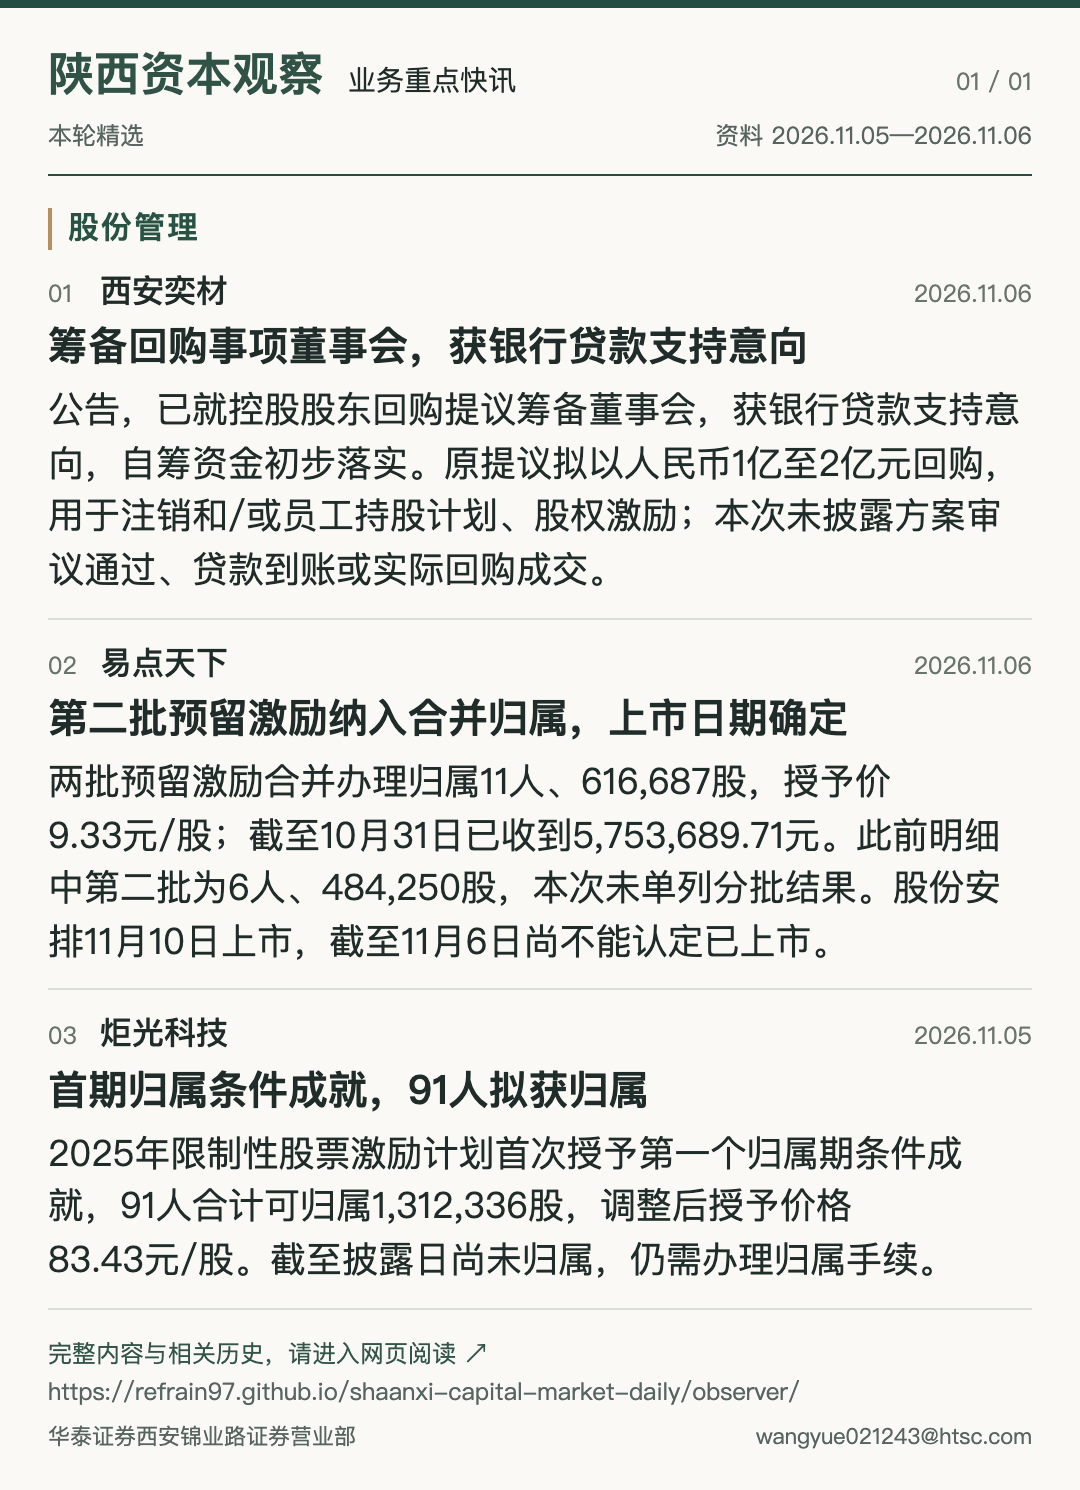 陕西资本观察 业务重点快讯 01 / 01
本轮精选 资料 2026.11.05—2026.11.06
股份管理
01 西安奕材 2026.11.06
筹备回购事项董事会，获银行贷款支持意向
公告，已就控股股东回购提议筹备董事会，获银行贷款支持意
向，自筹资金初步落实。原提议拟以人民币1亿至2亿元回购，
用于注销和/或员工持股计划、股权激励；本次未披露方案审
议通过、贷款到账或实际回购成交。
02 易点天下 2026.11.06
第二批预留激励纳入合并归属，上市日期确定
两批预留激励合并办理归属11人、616,687股，授予价
9.33元/股；截至10月31日已收到5,753,689.71元。此前明细
中第二批为6人、484,250股，本次未单列分批结果。股份安
排11月10日上市，截至11月6日尚不能认定已上市。
03 炬光科技 2026.11.05
首期归属条件成就，91人拟获归属
2025年限制性股票激励计划首次授予第一个归属期条件成
就，91人合计可归属1,312,336股，调整后授予价格
83.43元/股。截至披露日尚未归属，仍需办理归属手续。
完整内容与相关历史，请进入网页阅读 ↗
https://refrain97.github.io/shaanxi-capital-market-daily/observer/
华泰证券西安锦业路证券营业部 wangyue021243@htsc.com